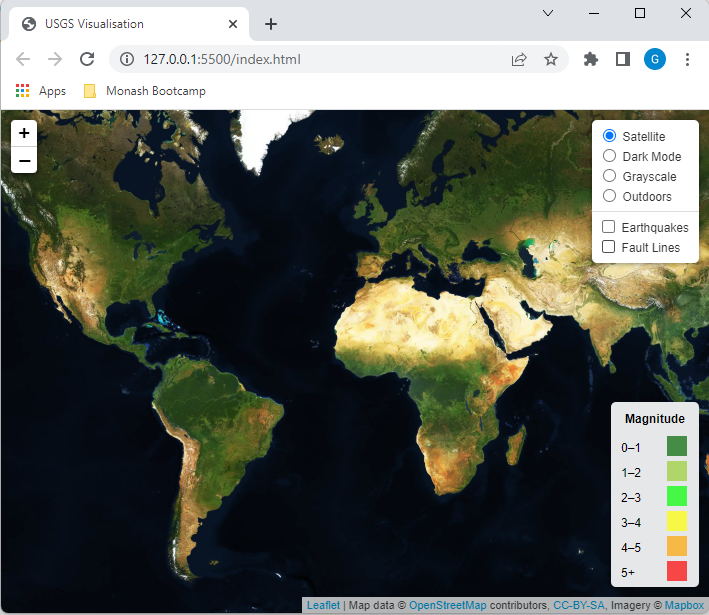 USGS Visualisation
127.0.0.1:5500/index.html
G
Apps
Monash Bootcamp
+
−
Satellite
Dark Mode
Grayscale
Outdoors
Earthquakes
Fault Lines
Magnitude
0–1
1–2
2–3
3–4
4–5
5+
Leaflet | Map data © OpenStreetMap contributors, CC-BY-SA, Imagery © Mapbox